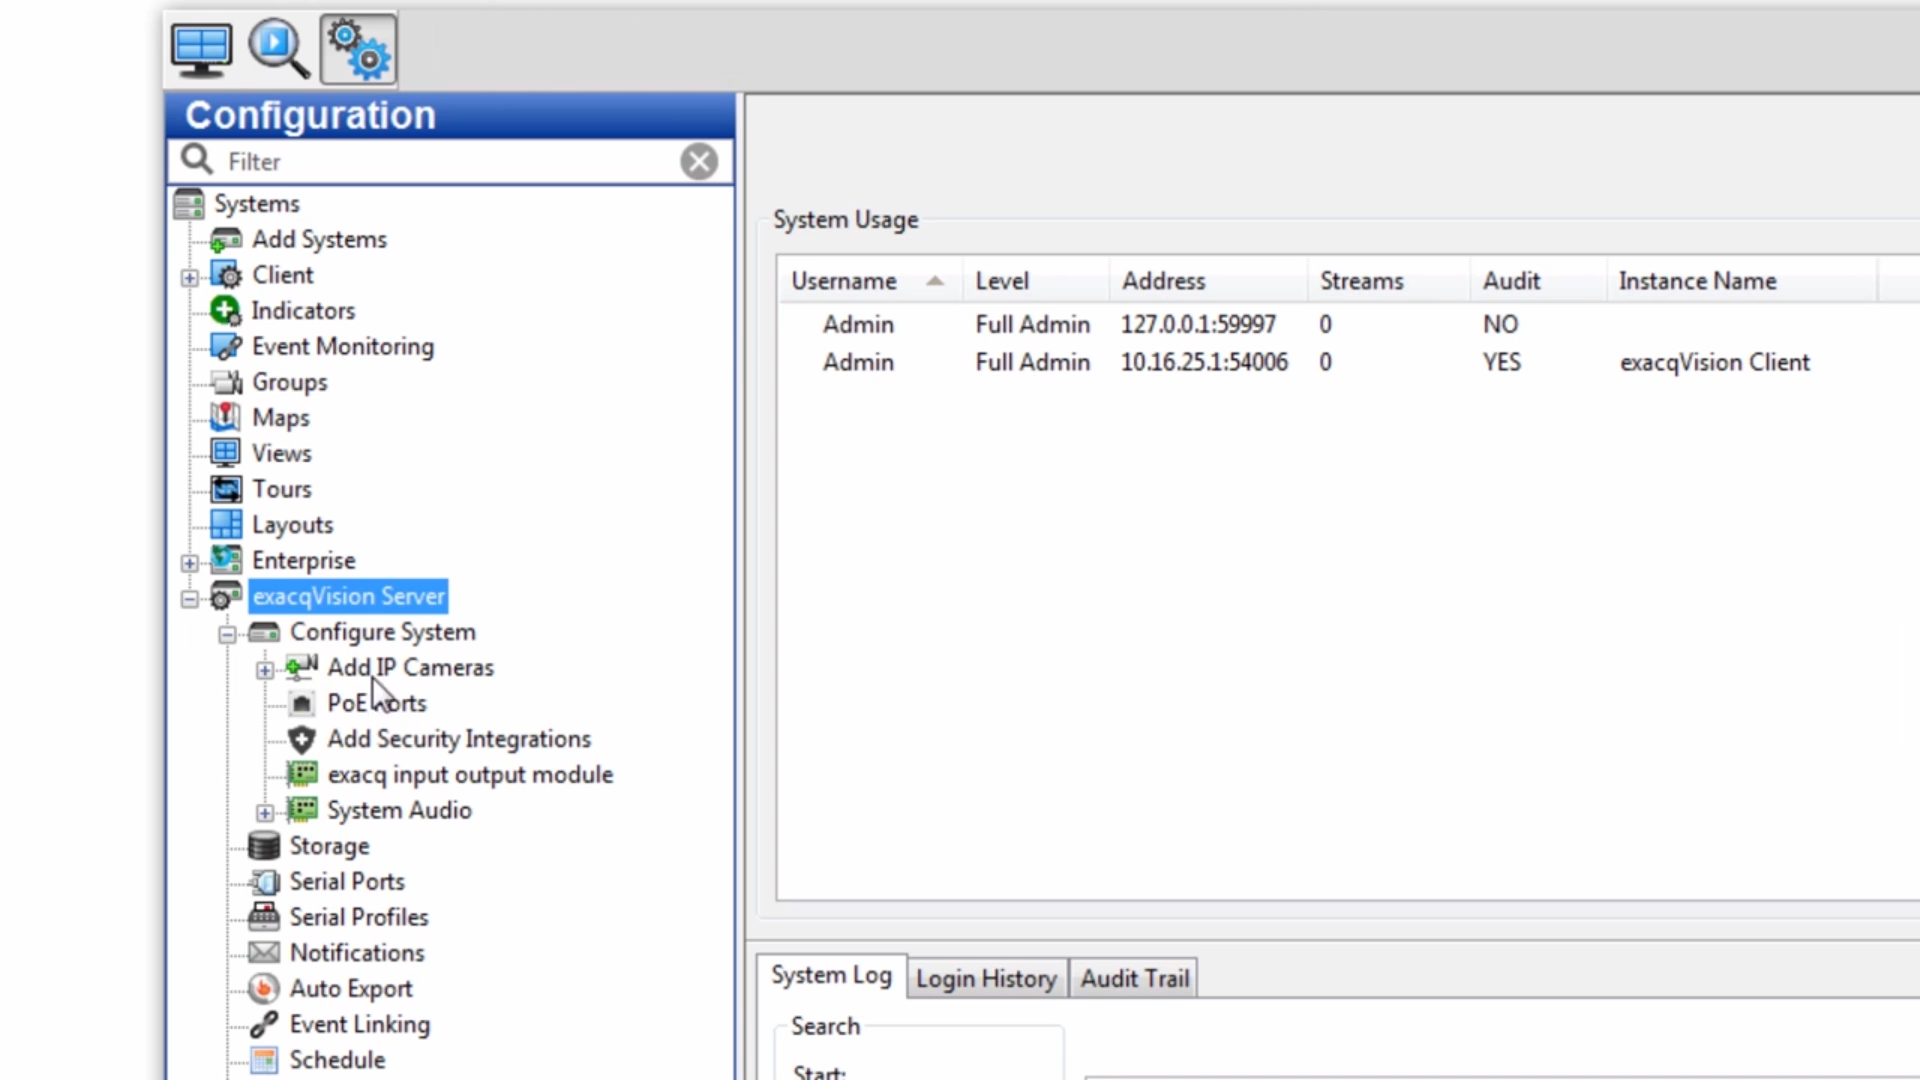 Configuration
Filter
Systems
Add Systems
Client
Indicators
Event Monitoring
Groups
Maps
Views
Tours
Layouts
Enterprise
exacqVision Server
Configure System
Add IP Cameras
PoE Ports
Add Security Integrations
exacq input output module
System Audio
Storage
Serial Ports
Serial Profiles
Notifications
Auto Export
Event Linking
Schedule
System Usage
Username Level Address Streams Audit Instance Name
Admin Full Admin 127.0.0.1:59997 0 NO
Admin Full Admin 10.16.25.1:54006 0 YES exacqVision Client
System Log Login History Audit Trail
Search
Start: